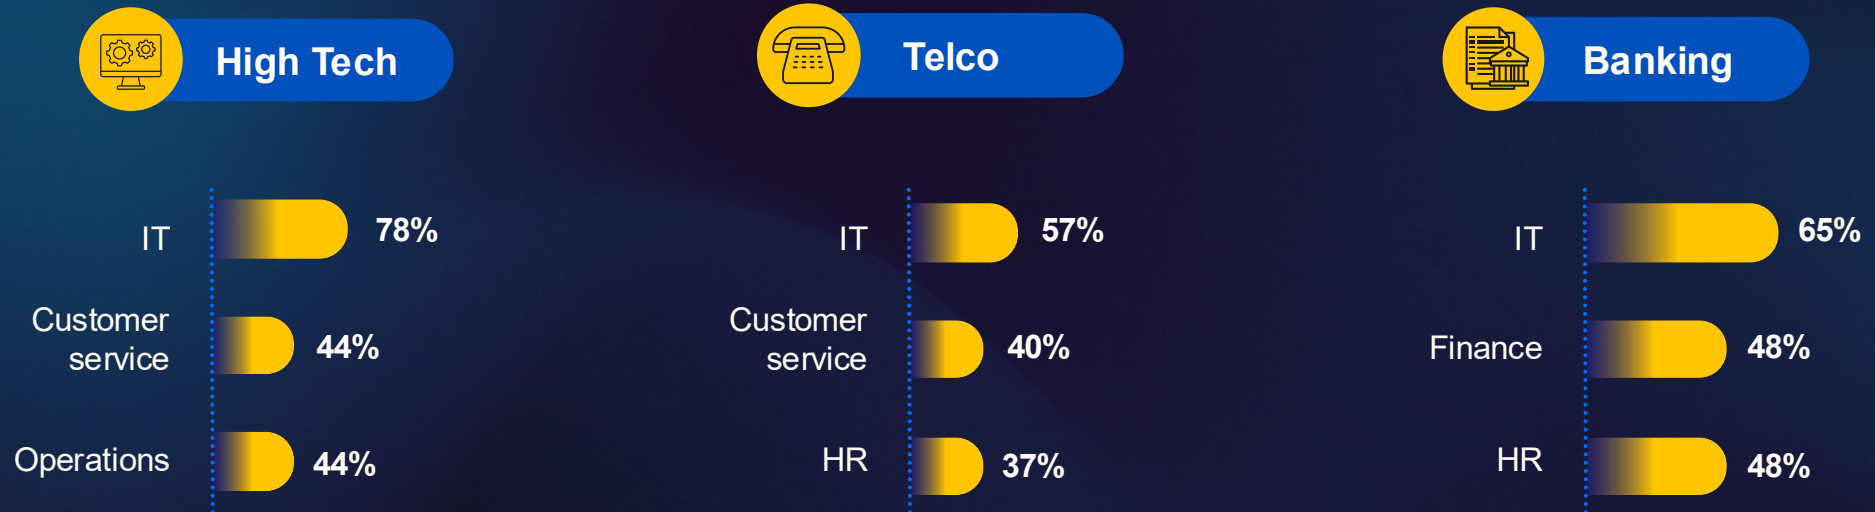 High Tech
IT
78%
Customer
service
44%
Operations
44%
Telco
IT
57%
Customer
service
40%
HR
37%
Banking
IT
65%
Finance
48%
HR
48%